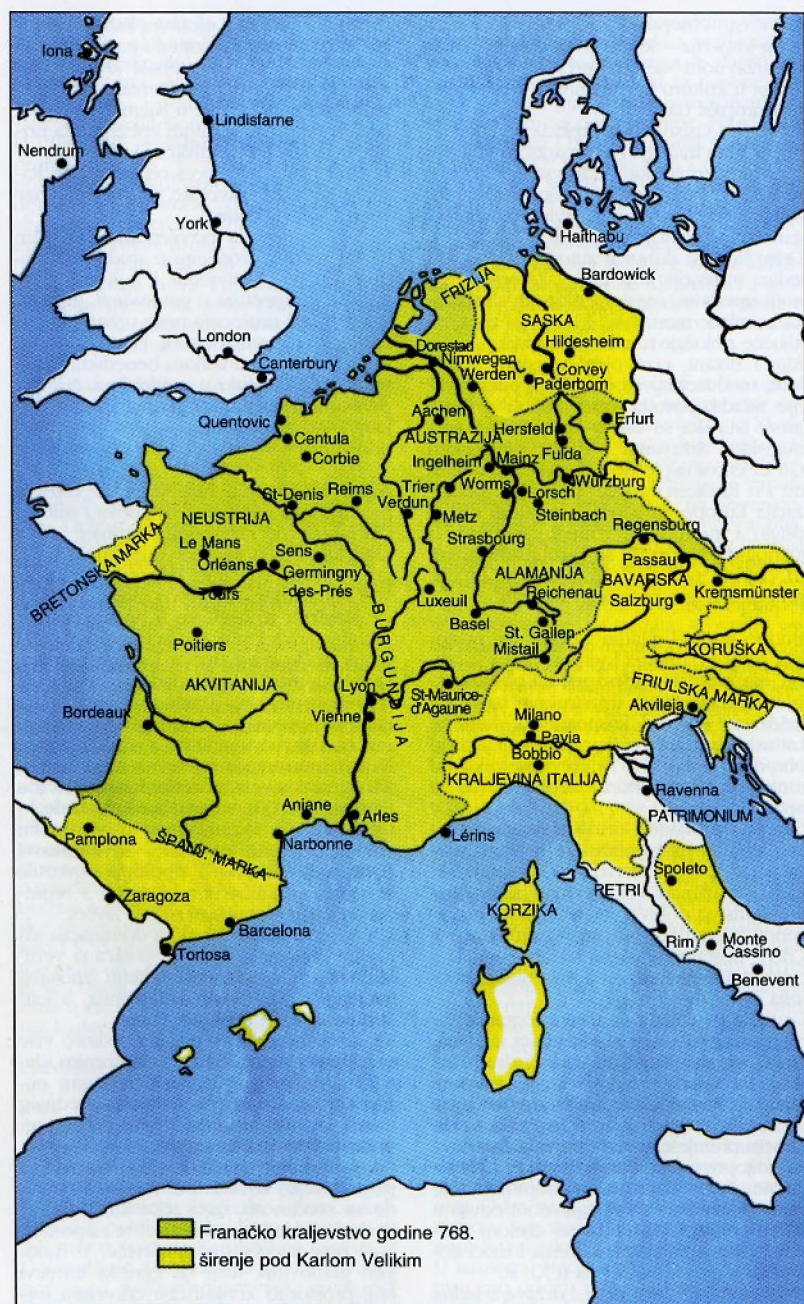 Iona
Lindisfarne
Nendrum
York
Haithabu
Bardowick
FRIZIJA
SASKA
London
Hildesheim
Dorestad
Nimwegen
Canterbury
Werden
Corvey
Paderborn
Quentovic
Aachen
Erfurt
Centula
AUSTRAZIJA
Hersfeld
Corbie
Fulda
Ingelheim
Mainz
St-Denis
Reims
Trier
Worms
Lorsch
Würzburg
Verdun
NEUSTRIJA
Metz
Steinbach
Regensburg
Le Mans
Sens
Strasbourg
BRETONSKA MARKA
Orléans
Germingny
-des-Prés
ALAMANIJA
Passau
BAVARSKA
Tours
Luxeuil
Reichenau
Kremsmünster
Salzburg
BURGUNDIJA
Basel
St. Gallen
Poitiers
Mistail
KORUŠKA
AKVITANIJA
Lyon
St-Maurice-
d'Agaune
FRIULSKA MARKA
Akvileja
Bordeaux
Vienne
Milano
Pavia
Bobbio
KRALJEVINA ITALIJA
Ravenna
Aniane
Arles
PATRIMONIUM
Pamplona
ŠPANJ. MARKA
Narbonne
Lérins
Spoleto
PETRI
Zaragoza
KORZIKA
Barcelona
Rim
Monte
Cassino
Tortosa
Benevent
Franačko kraljevstvo godine 768.
širenje pod Karlom Velikim